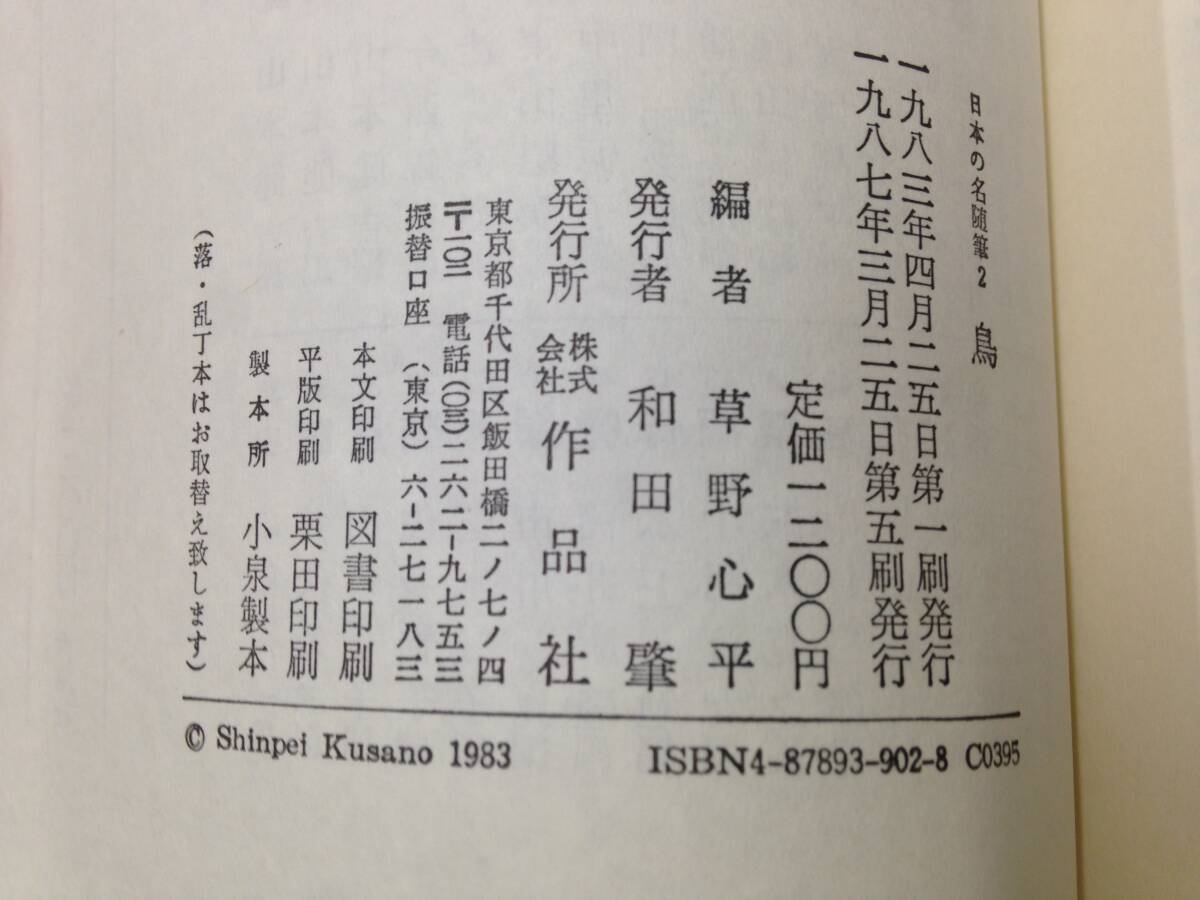 日本の名随筆2 鳥
一九八三年四月二五日第一刷発行
一九八七年三月二五日第五刷発行
定価一二〇〇円
編者 草野心平
発行者 和田肇
発行所 株式会社 作品社
東京都千代田区飯田橋二ノ七ノ四
〒一〇二 電話(〇三)二六二-九七五三
振替口座 (東京)六-二七一八三
本文印刷 図書印刷
平版印刷 栗田印刷
製本所 小泉製本
(落・乱丁本はお取替え致します)
© Shinpei Kusano 1983 ISBN4-87893-902-8 C0395